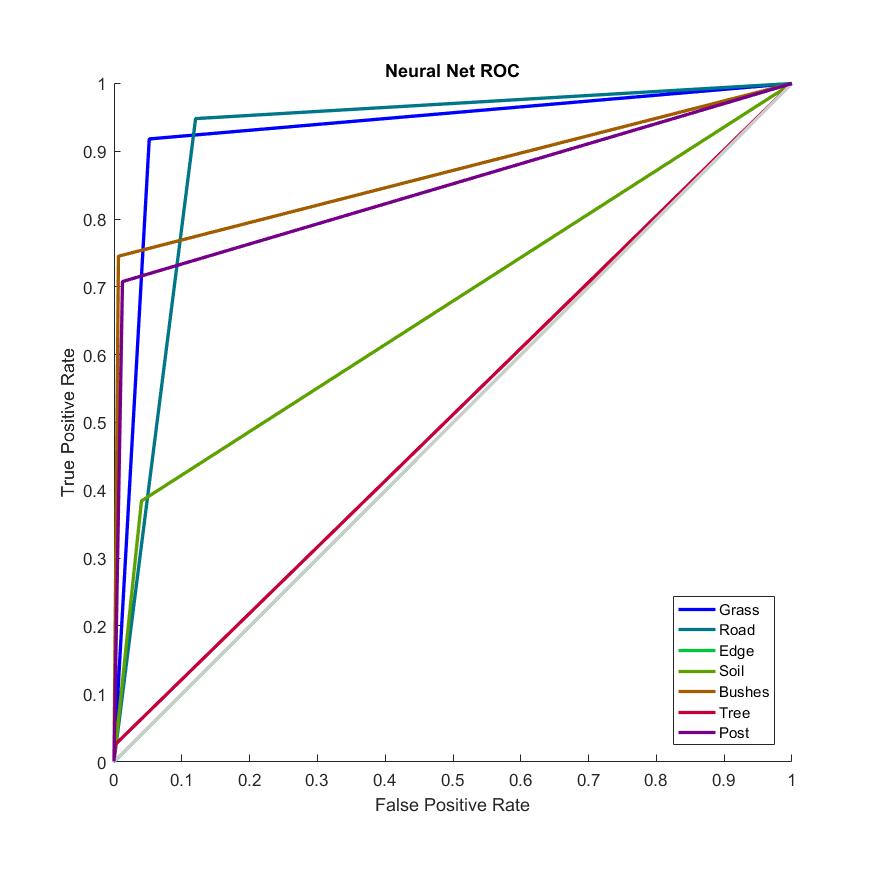 Neural Net ROC
1
0.9
0.8
0.7
0.6
0.5
0.4
0.3
0.2
0.1
0
True Positive Rate
Grass
Road
Edge
Soil
Bushes
Tree
Post
0 0.1 0.2 0.3 0.4 0.5 0.6 0.7 0.8 0.9 1
False Positive Rate